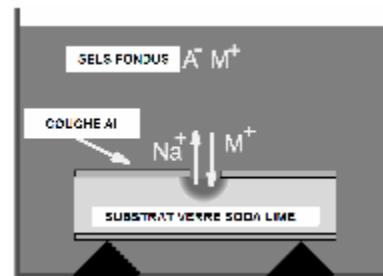 SELS FONDUS A⁻ M⁺
COUCHE Al
Na⁺ M⁺
SUBSTRAT VERRE SODA LIME